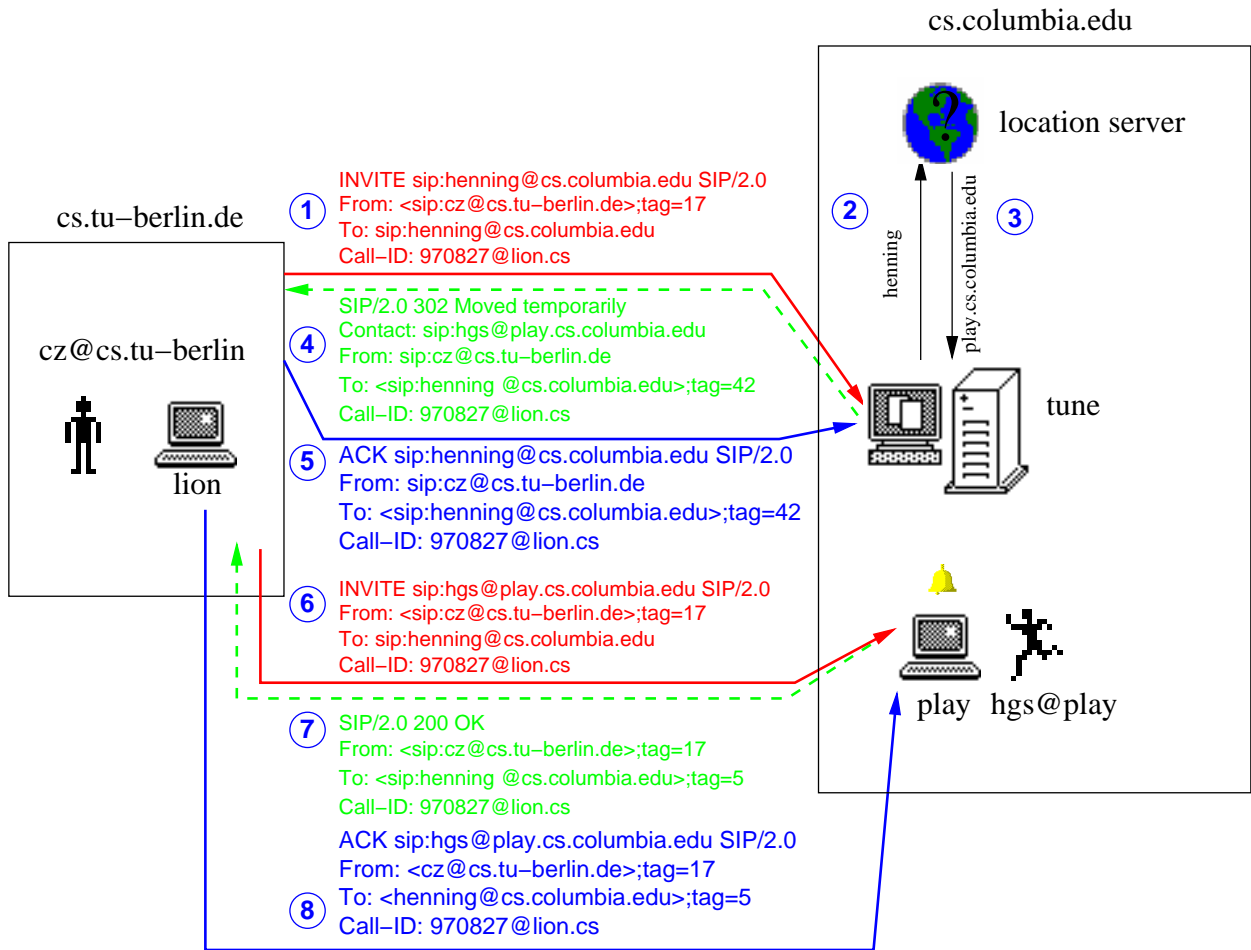 cs.columbia.edu
location server
cs.tu−berlin.de
1
INVITE sip:henning@cs.columbia.edu SIP/2.0
From: <sip:cz@cs.tu−berlin.de>;tag=17
To: sip:henning@cs.columbia.edu
Call−ID: 970827@lion.cs
2
henning
3
play.cs.columbia.edu
4
SIP/2.0 302 Moved temporarily
Contact: sip:hgs@play.cs.columbia.edu
From: sip:cz@cs.tu−berlin.de
To: <sip:henning @cs.columbia.edu>;tag=42
Call−ID: 970827@lion.cs
cz@cs.tu−berlin
lion
tune
5
ACK sip:henning@cs.columbia.edu SIP/2.0
From: sip:cz@cs.tu−berlin.de
To: <sip:henning@cs.columbia.edu>;tag=42
Call−ID: 970827@lion.cs
6
INVITE sip:hgs@play.cs.columbia.edu SIP/2.0
From: <sip:cz@cs.tu−berlin.de>;tag=17
To: sip:henning@cs.columbia.edu
Call−ID: 970827@lion.cs
play
hgs@play
7
SIP/2.0 200 OK
From: <sip:cz@cs.tu−berlin.de>;tag=17
To: <sip:henning @cs.columbia.edu>;tag=5
Call−ID: 970827@lion.cs
8
ACK sip:hgs@play.cs.columbia.edu SIP/2.0
From: <cz@cs.tu−berlin.de>;tag=17
To: <henning@cs.columbia.edu>;tag=5
Call−ID: 970827@lion.cs